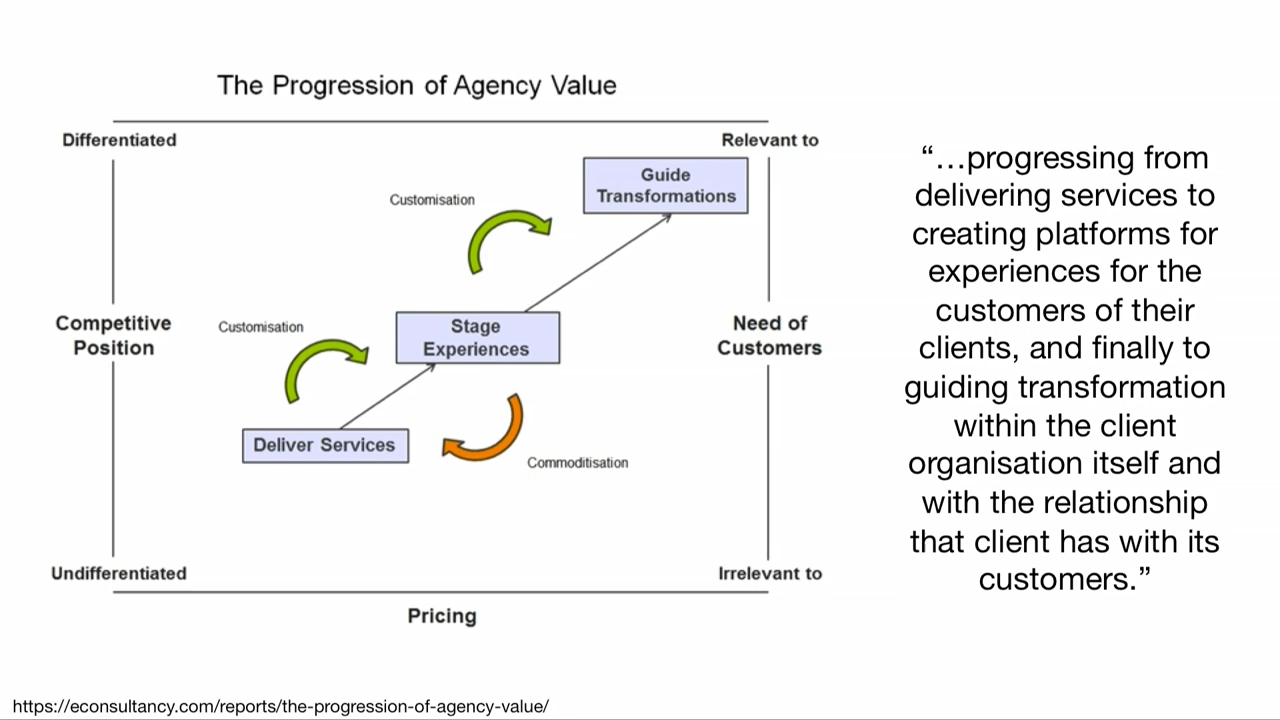 The Progression of Agency Value
Differentiated
Relevant to
Guide
Transformations
Customisation
Competitive
Position
Customisation
Stage
Experiences
Need of
Customers
Deliver Services
Commoditisation
Undifferentiated
Irrelevant to
Pricing
“…progressing from
delivering services to
creating platforms for
experiences for the
customers of their
clients, and finally to
guiding transformation
within the client
organisation itself and
with the relationship
that client has with its
customers.”
https://econsultancy.com/reports/the-progression-of-agency-value/